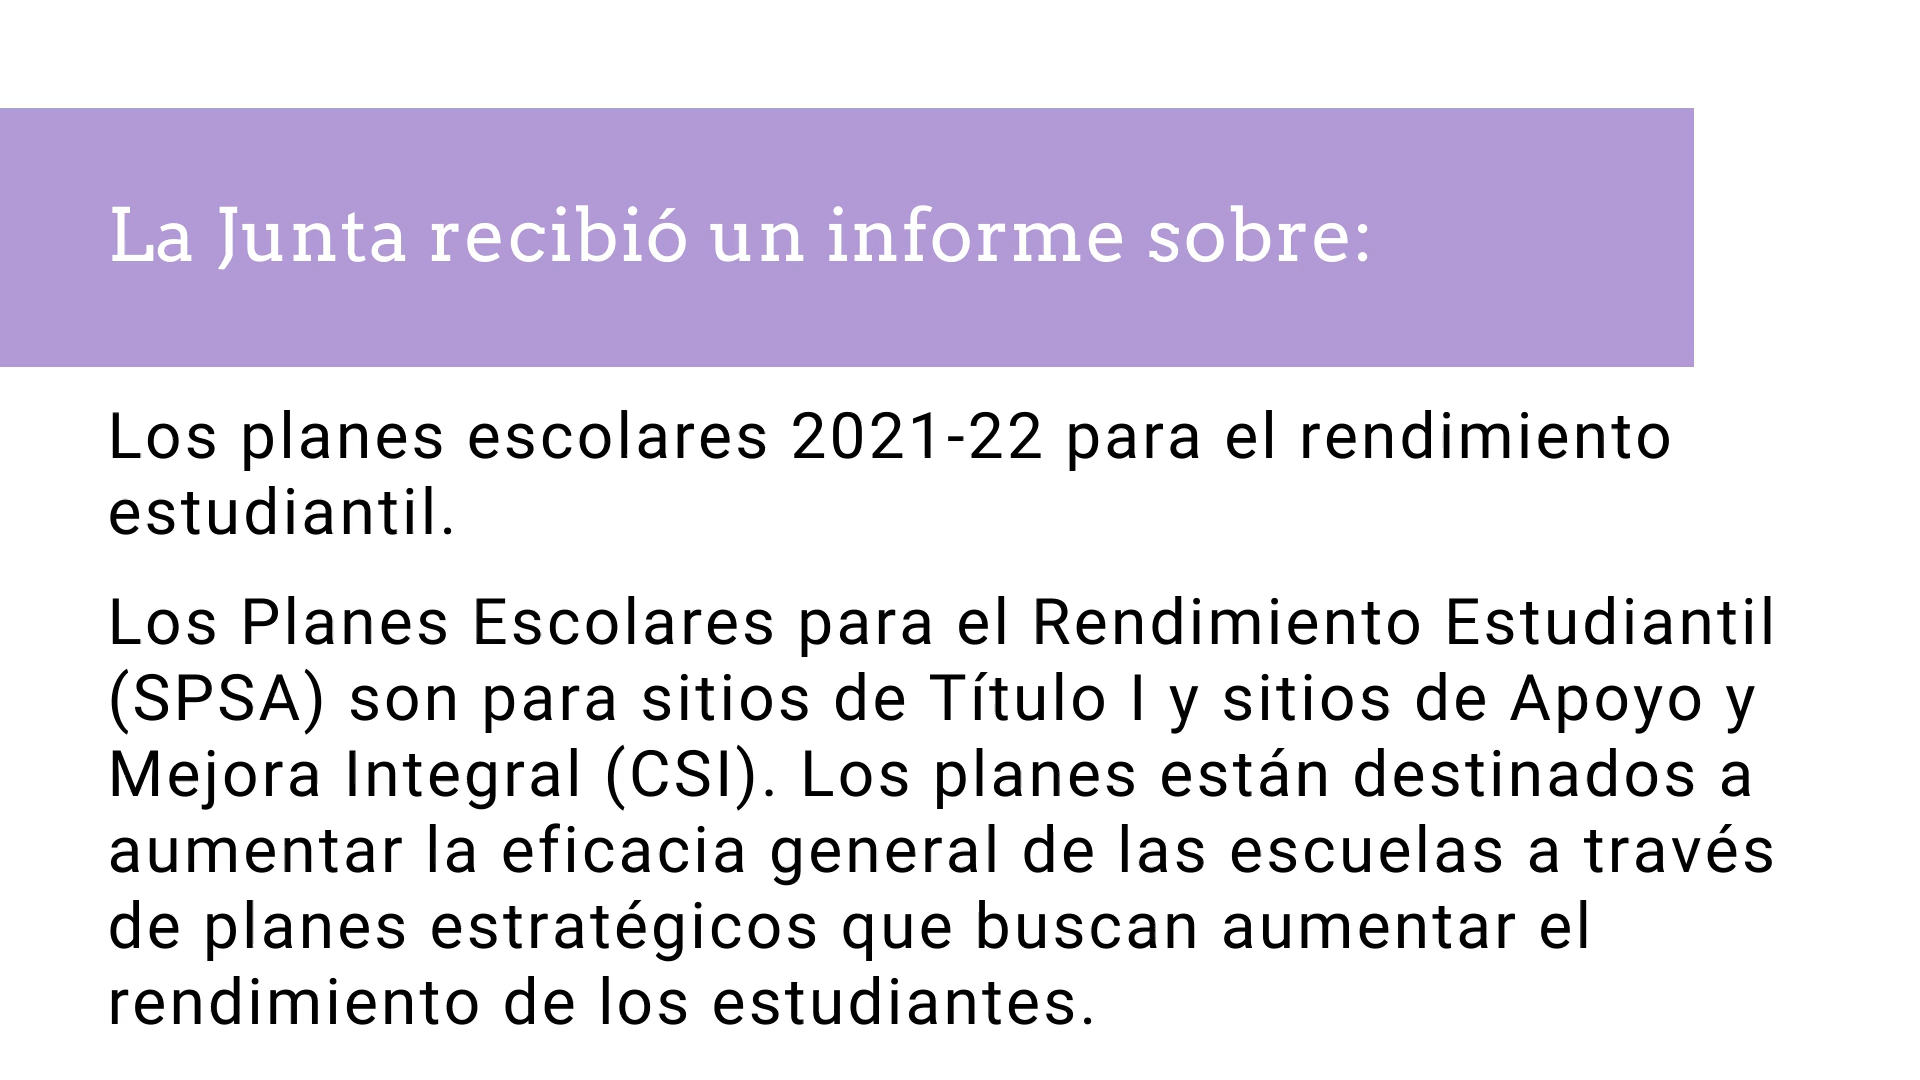 La Junta recibió un informe sobre:
Los planes escolares 2021-22 para el rendimiento
estudiantil.
Los Planes Escolares para el Rendimiento Estudiantil
(SPSA) son para sitios de Título I y sitios de Apoyo y
Mejora Integral (CSI). Los planes están destinados a
aumentar la eficacia general de las escuelas a través
de planes estratégicos que buscan aumentar el
rendimiento de los estudiantes.